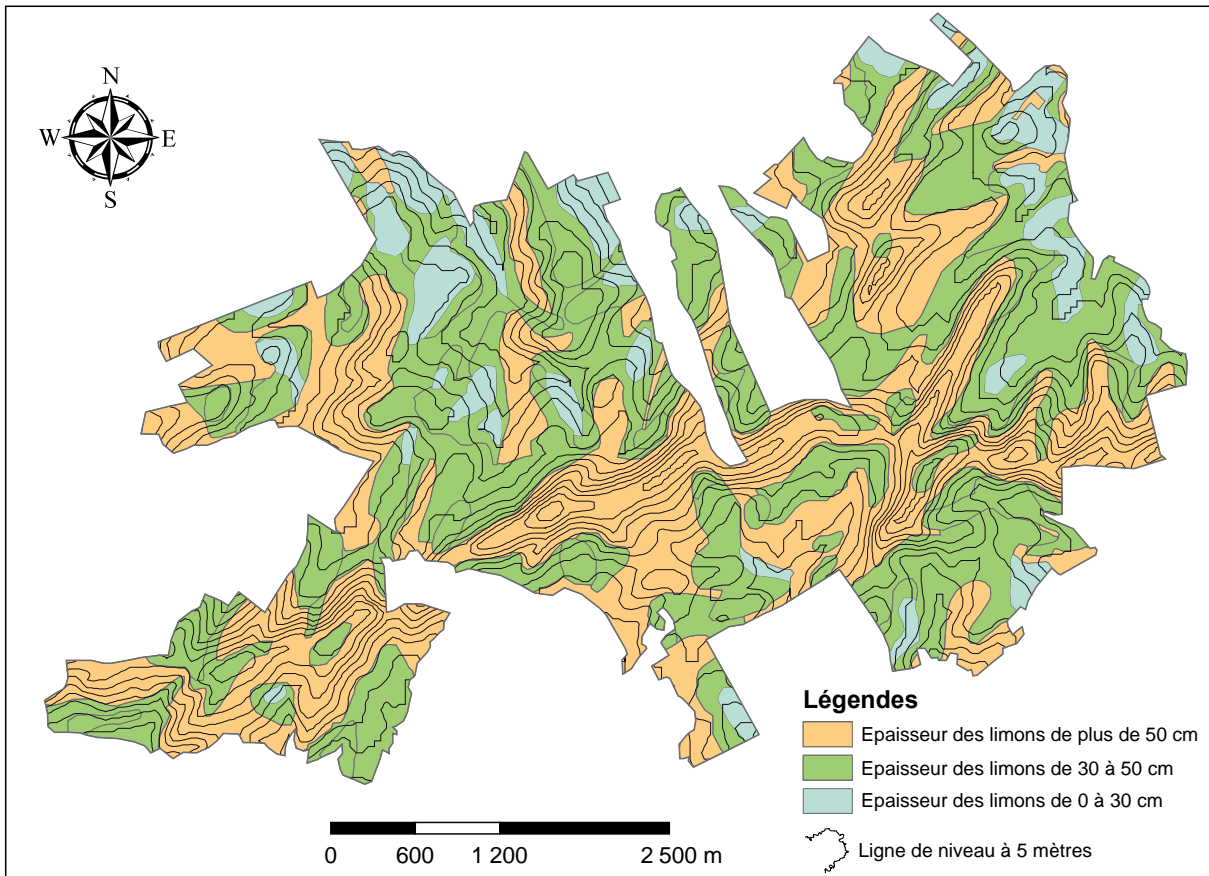 N
W E
S
Légendes
Epaisseur des limons de plus de 50 cm
Epaisseur des limons de 30 à 50 cm
Epaisseur des limons de 0 à 30 cm
Ligne de niveau à 5 mètres
0 600 1 200 2 500 m